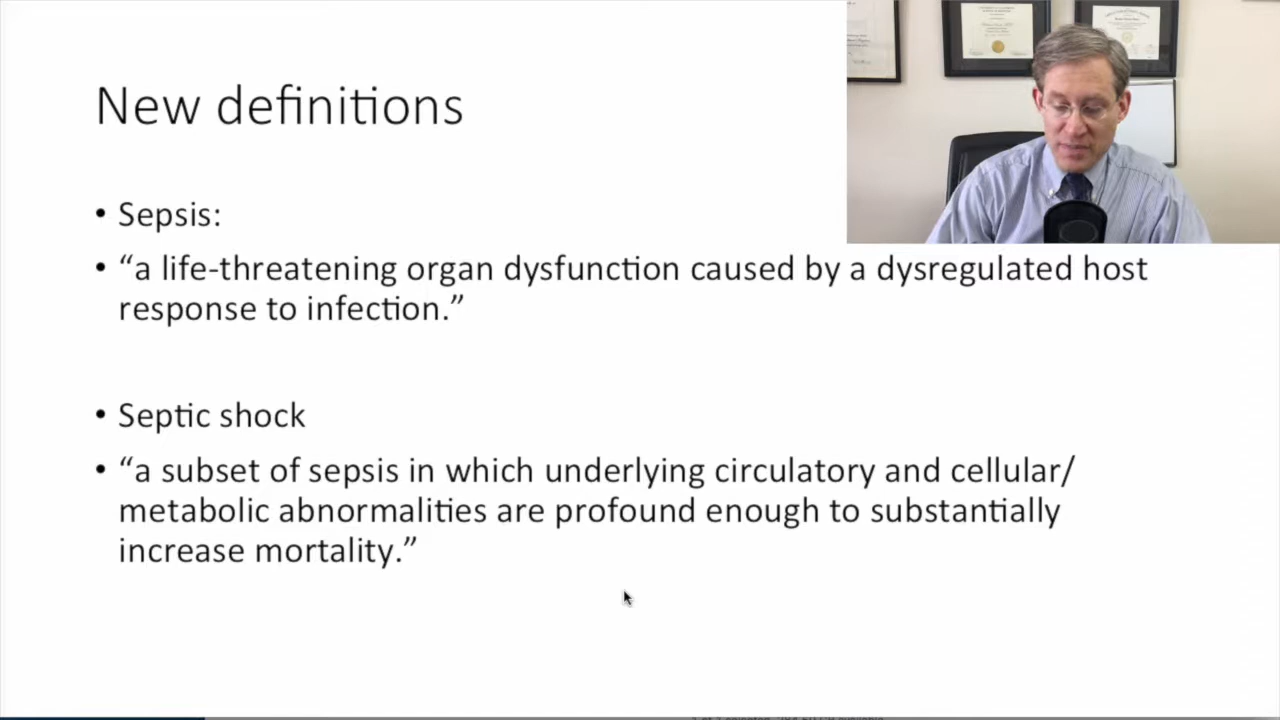 New definitions
• Sepsis:
• “a life-threatening organ dysfunction caused by a dysregulated host
response to infection.”
• Septic shock
• “a subset of sepsis in which underlying circulatory and cellular/
metabolic abnormalities are profound enough to substantially
increase mortality.”